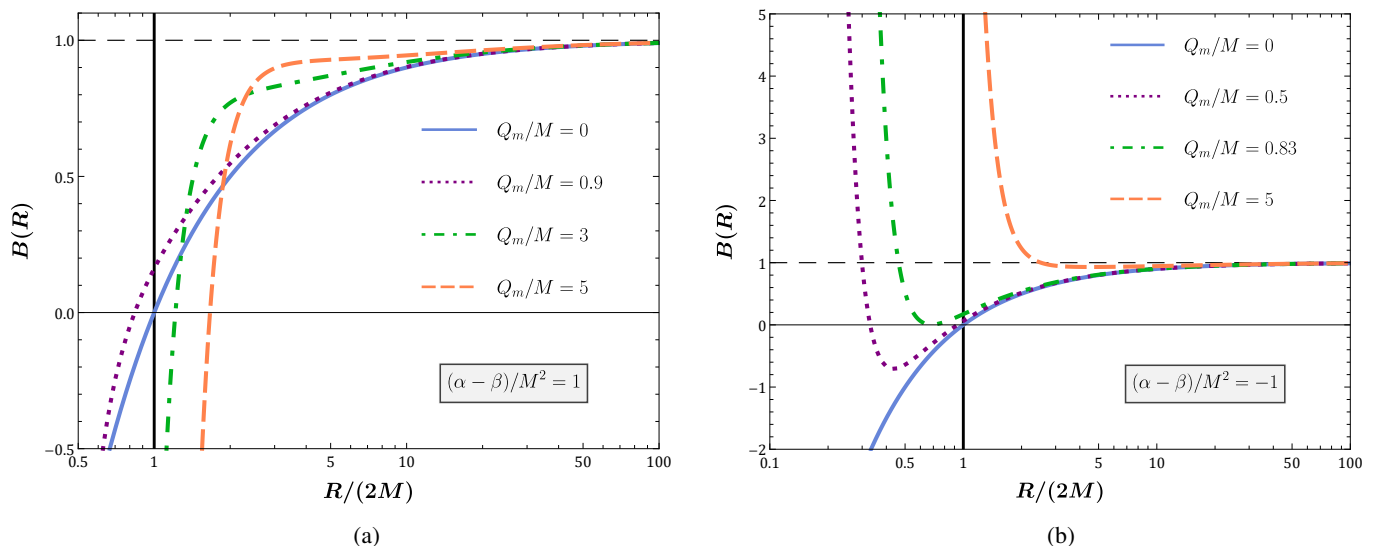 B(R)
1.0
0.5
0.0
−0.5
0.5 1 5 10 50 100
R/(2M)
Q_m/M = 0
Q_m/M = 0.9
Q_m/M = 3
Q_m/M = 5
(α − β)/M² = 1
(a)
B(R)
5
4
3
2
1
0
−1
−2
0.1 0.5 1 5 10 50 100
R/(2M)
Q_m/M = 0
Q_m/M = 0.5
Q_m/M = 0.83
Q_m/M = 5
(α − β)/M² = −1
(b)